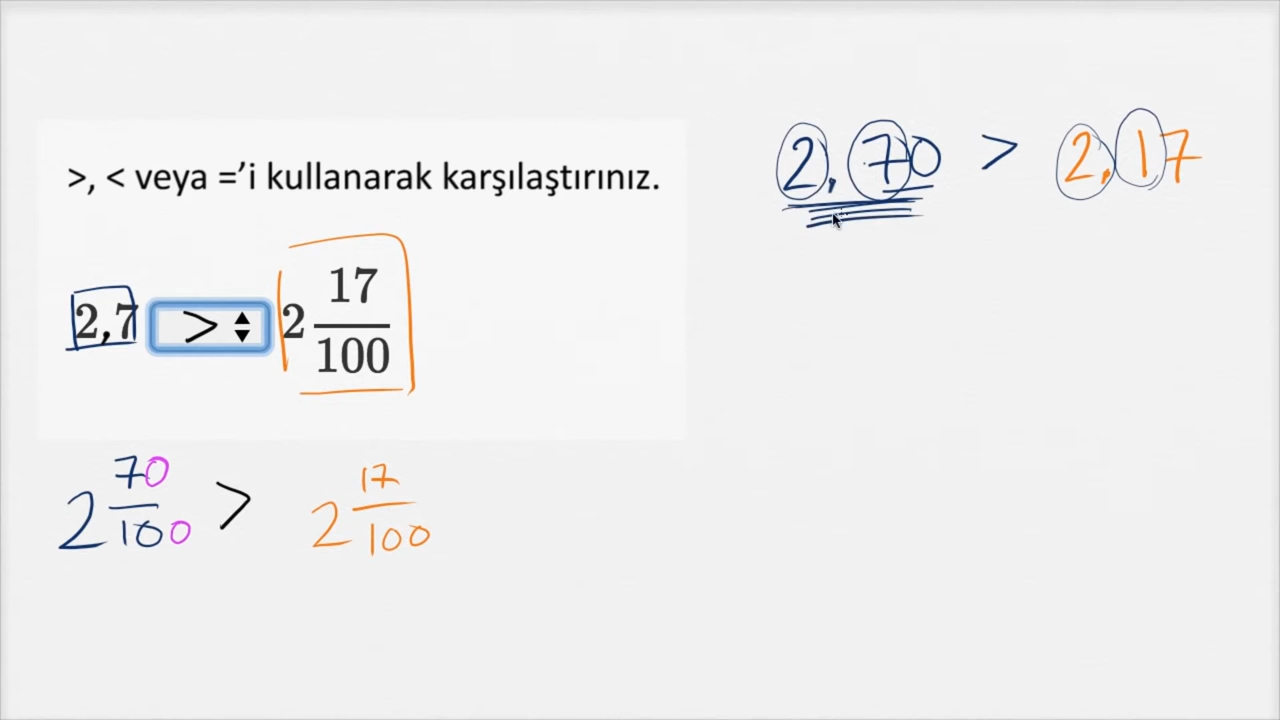 >, < veya =’i kullanarak karşılaştırınız.
2,7 > 2 17/100
2 70/100 > 2 17/100
2,70 > 2,17